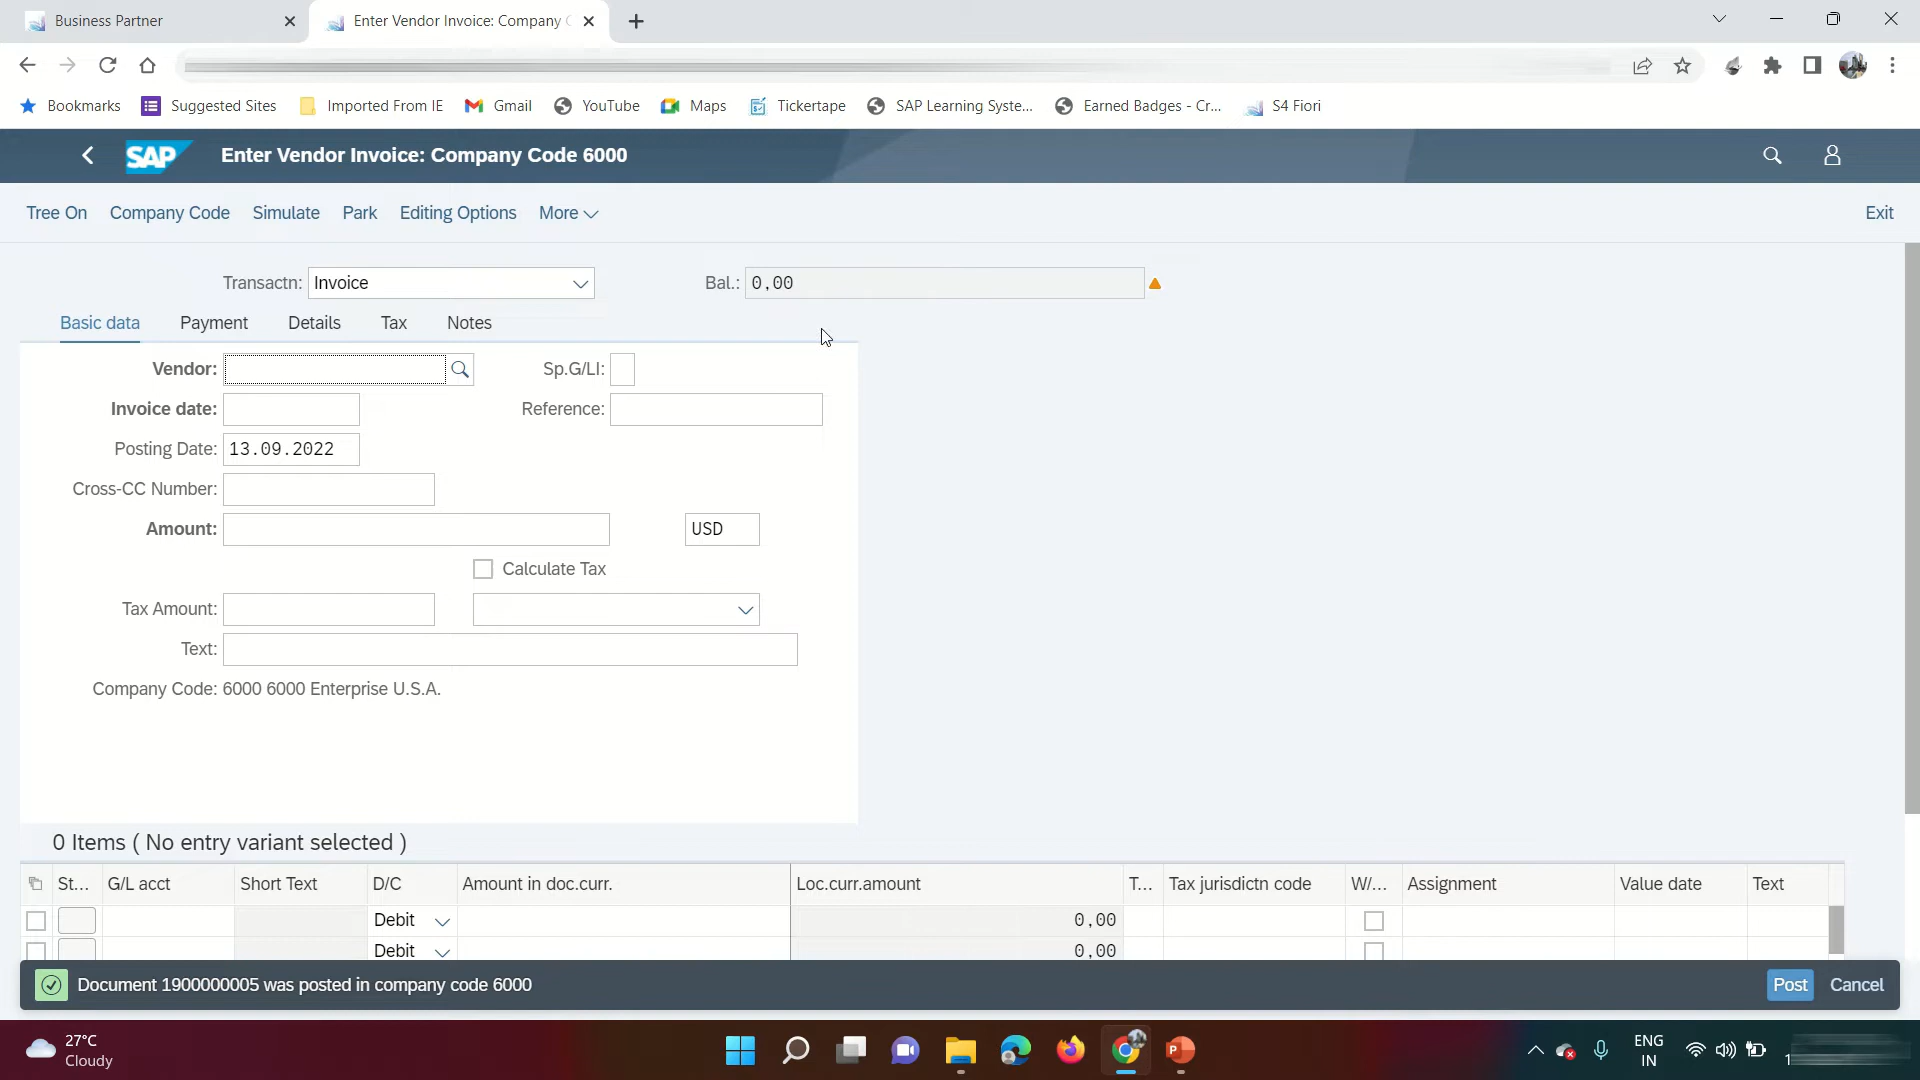 Business Partner
Enter Vendor Invoice: Company C
Bookmarks Suggested Sites Imported From IE Gmail YouTube Maps Tickertape SAP Learning Syste... Earned Badges - Cr... S4 Fiori
SAP Enter Vendor Invoice: Company Code 6000
Tree On Company Code Simulate Park Editing Options More Exit
Transactn: Invoice Bal.: 0,00
Basic data Payment Details Tax Notes
Vendor: Sp.G/LI:
Invoice date: Reference:
Posting Date: 13.09.2022
Cross-CC Number:
Amount: USD
Calculate Tax
Tax Amount:
Text:
Company Code: 6000 6000 Enterprise U.S.A.
0 Items ( No entry variant selected )
St... G/L acct Short Text D/C Amount in doc.curr. Loc.curr.amount T... Tax jurisdictn code W/... Assignment Value date Text
Debit 0,00
Debit 0,00
Document 1900000005 was posted in company code 6000 Post Cancel
27°C
Cloudy
ENG
IN